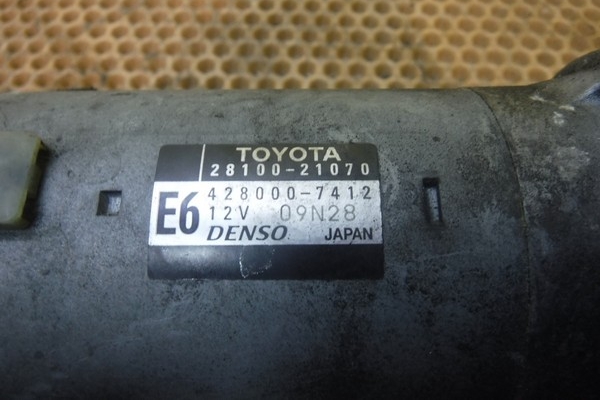 TOYOTA
28100-21070
E6
428000-7412
12V 09N28
DENSO JAPAN